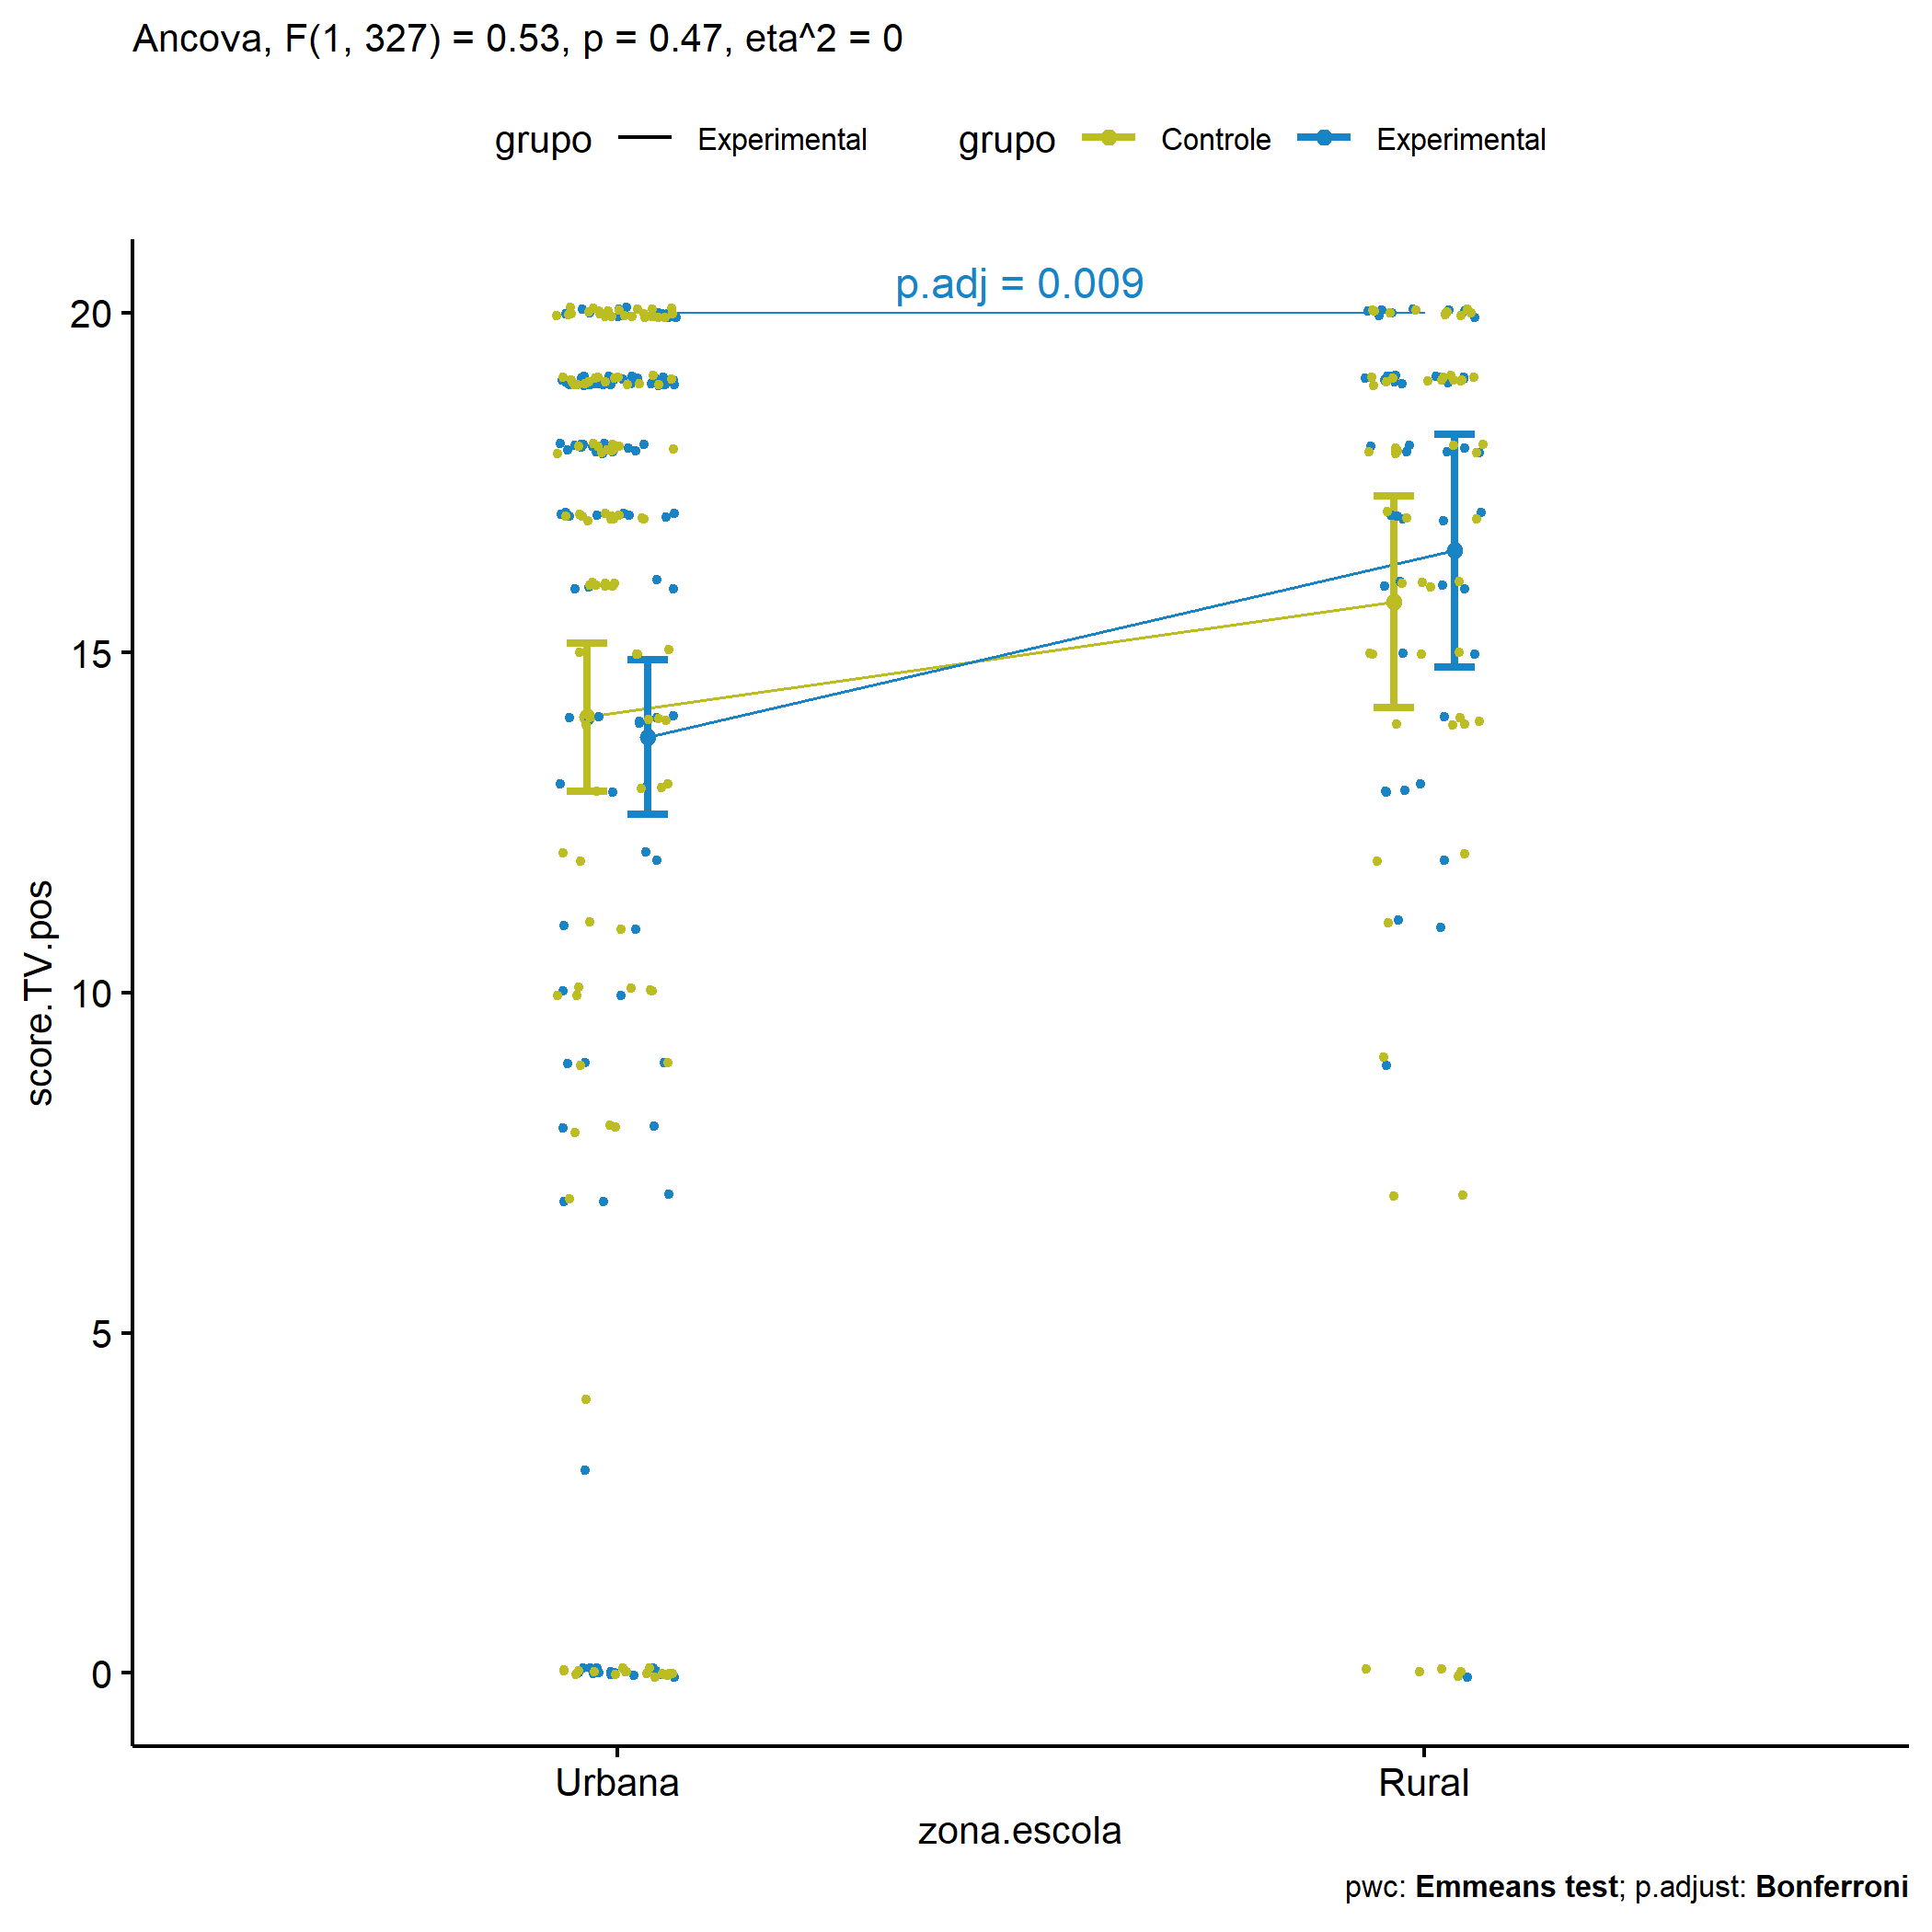 Ancova, F(1, 327) = 0.53, p = 0.47, eta^2 = 0
grupo Experimental grupo Controle Experimental
p.adj = 0.009
20
15
10
5
0
score.TV.pos
Urbana Rural
zona.escola
pwc: Emmeans test; p.adjust: Bonferroni